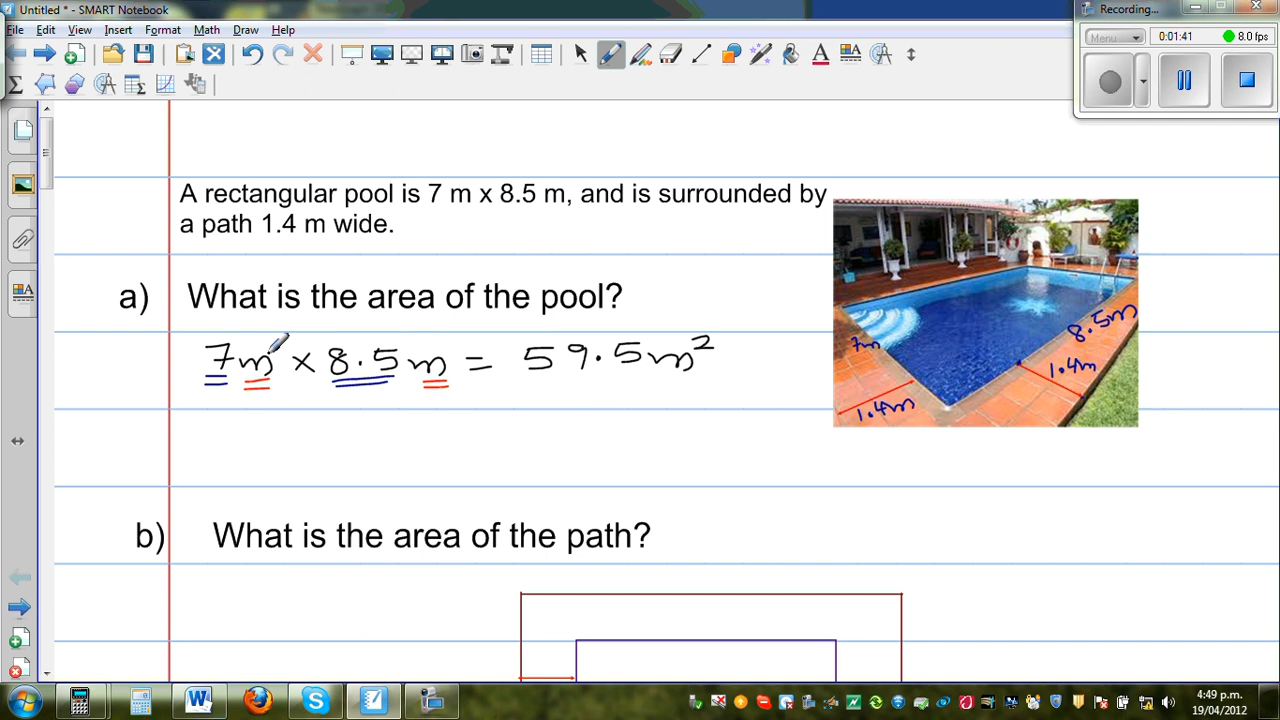 Untitled * - SMART Notebook
Recording...
File Edit View Insert Format Math Draw Help
Menu
0:01:41
8.0 fps
A rectangular pool is 7 m x 8.5 m, and is surrounded by
a path 1.4 m wide.
a) What is the area of the pool?
7m × 8.5m = 59.5m²
7m
8.5m
1.4m
1.4m
b) What is the area of the path?
4:49 p.m.
19/04/2012